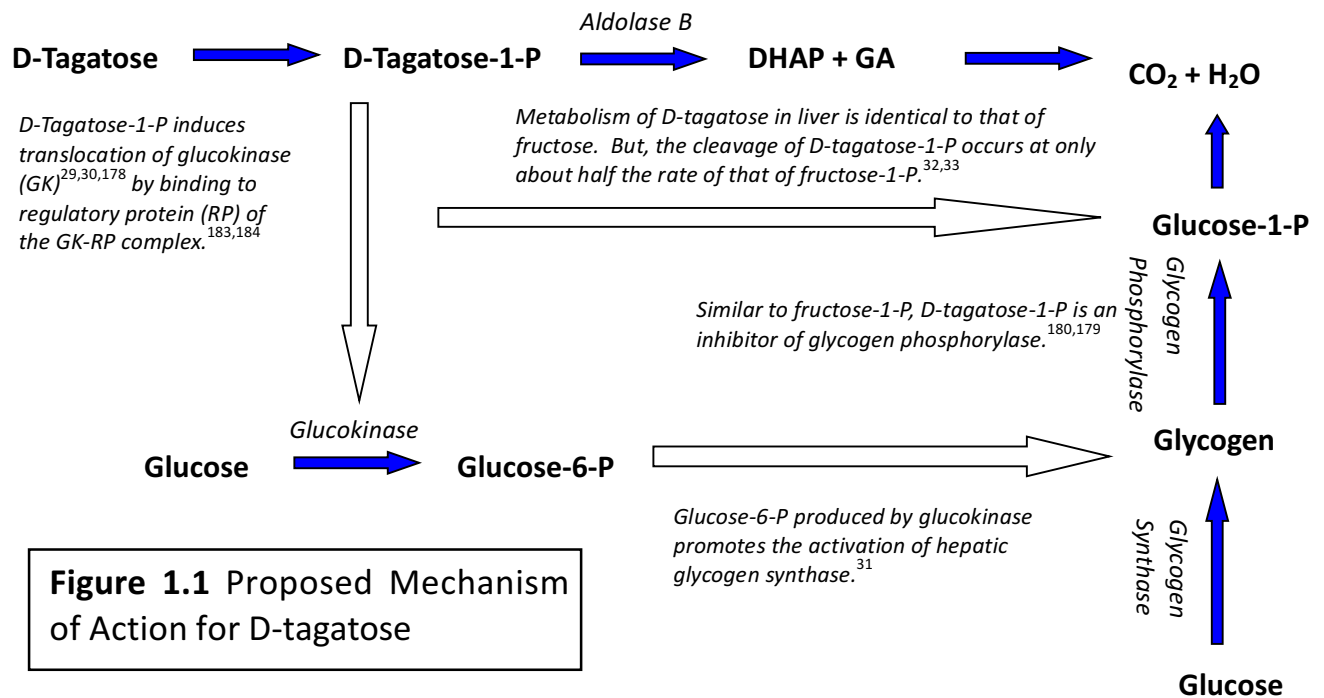 Aldolase B
D-Tagatose
D-Tagatose-1-P
DHAP + GA
CO₂ + H₂O
D-Tagatose-1-P induces
translocation of glucokinase
(GK)²⁹,³⁰,¹⁷⁸ by binding to
regulatory protein (RP) of
the GK-RP complex.¹⁸³,¹⁸⁴
Metabolism of D-tagatose in liver is identical to that of
fructose. But, the cleavage of D-tagatose-1-P occurs at only
about half the rate of that of fructose-1-P.³²,³³
Glucose-1-P
Glycogen
Phosphorylase
Similar to fructose-1-P, D-tagatose-1-P is an
inhibitor of glycogen phosphorylase.¹⁸⁰,¹⁷⁹
Glycogen
Glucokinase
Glucose
Glucose-6-P
Glucose-6-P produced by glucokinase
promotes the activation of hepatic
glycogen synthase.³¹
Glycogen
Synthase
Glucose
Figure 1.1 Proposed Mechanism
of Action for D-tagatose